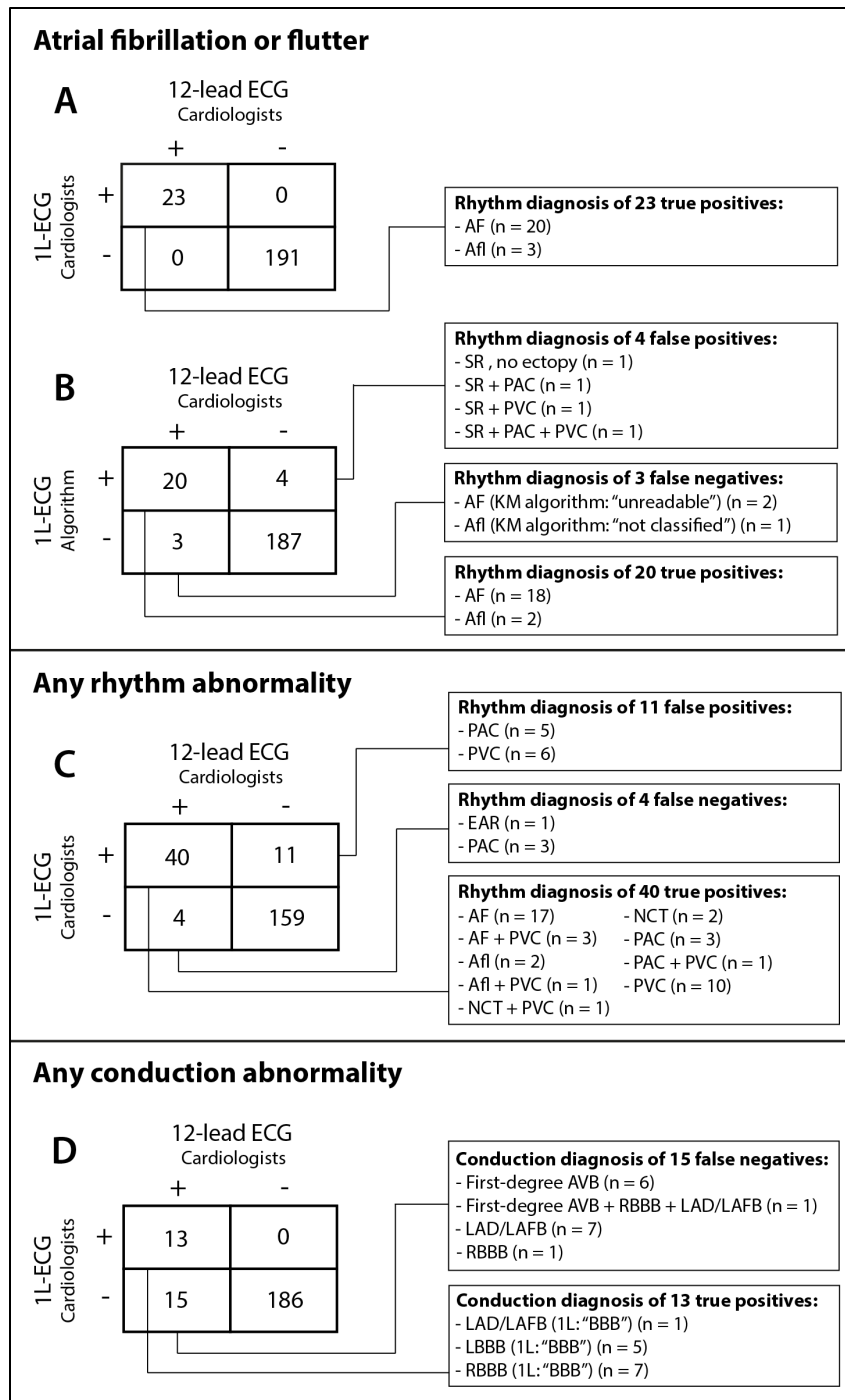 Atrial fibrillation or flutter
A
12-lead ECG
Cardiologists
+ -
1L-ECG
Cardiologists
+ 23 0
- 0 191
Rhythm diagnosis of 23 true positives:
- AF (n = 20)
- Afl (n = 3)
B
12-lead ECG
Cardiologists
+ -
1L-ECG
Algorithm
+ 20 4
- 3 187
Rhythm diagnosis of 4 false positives:
- SR , no ectopy (n = 1)
- SR + PAC (n = 1)
- SR + PVC (n = 1)
- SR + PAC + PVC (n = 1)
Rhythm diagnosis of 3 false negatives:
- AF (KM algorithm: “unreadable”) (n = 2)
- Afl (KM algorithm: “not classified”) (n = 1)
Rhythm diagnosis of 20 true positives:
- AF (n = 18)
- Afl (n = 2)
Any rhythm abnormality
C
12-lead ECG
Cardiologists
+ -
1L-ECG
Cardiologists
+ 40 11
- 4 159
Rhythm diagnosis of 11 false positives:
- PAC (n = 5)
- PVC (n = 6)
Rhythm diagnosis of 4 false negatives:
- EAR (n = 1)
- PAC (n = 3)
Rhythm diagnosis of 40 true positives:
- AF (n = 17)
- AF + PVC (n = 3)
- Afl (n = 2)
- Afl + PVC (n = 1)
- NCT + PVC (n = 1)
- NCT (n = 2)
- PAC (n = 3)
- PAC + PVC (n = 1)
- PVC (n = 10)
Any conduction abnormality
D
12-lead ECG
Cardiologists
+ -
1L-ECG
Cardiologists
+ 13 0
- 15 186
Conduction diagnosis of 15 false negatives:
- First-degree AVB (n = 6)
- First-degree AVB + RBBB + LAD/LAFB (n = 1)
- LAD/LAFB (n = 7)
- RBBB (n = 1)
Conduction diagnosis of 13 true positives:
- LAD/LAFB (1L: “BBB”) (n = 1)
- LBBB (1L: “BBB”) (n = 5)
- RBBB (1L: “BBB”) (n = 7)